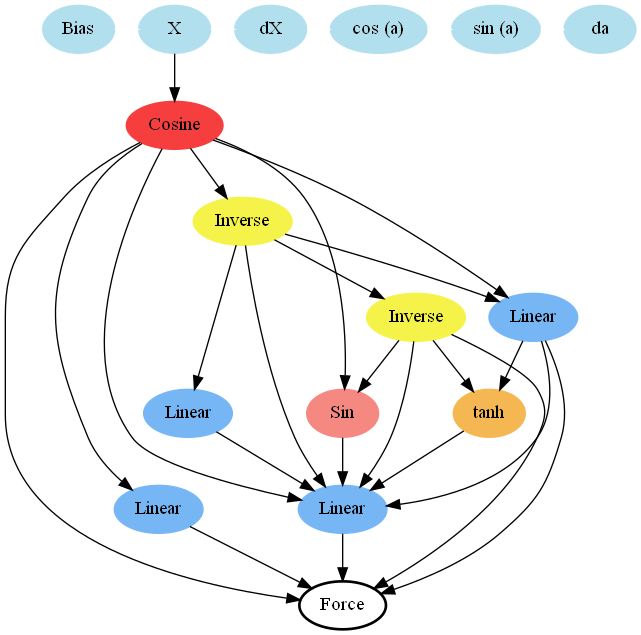 Bias X dX cos (a) sin (a) da
Cosine
Inverse
Inverse Linear
Linear Sin tanh
Linear Linear
Force